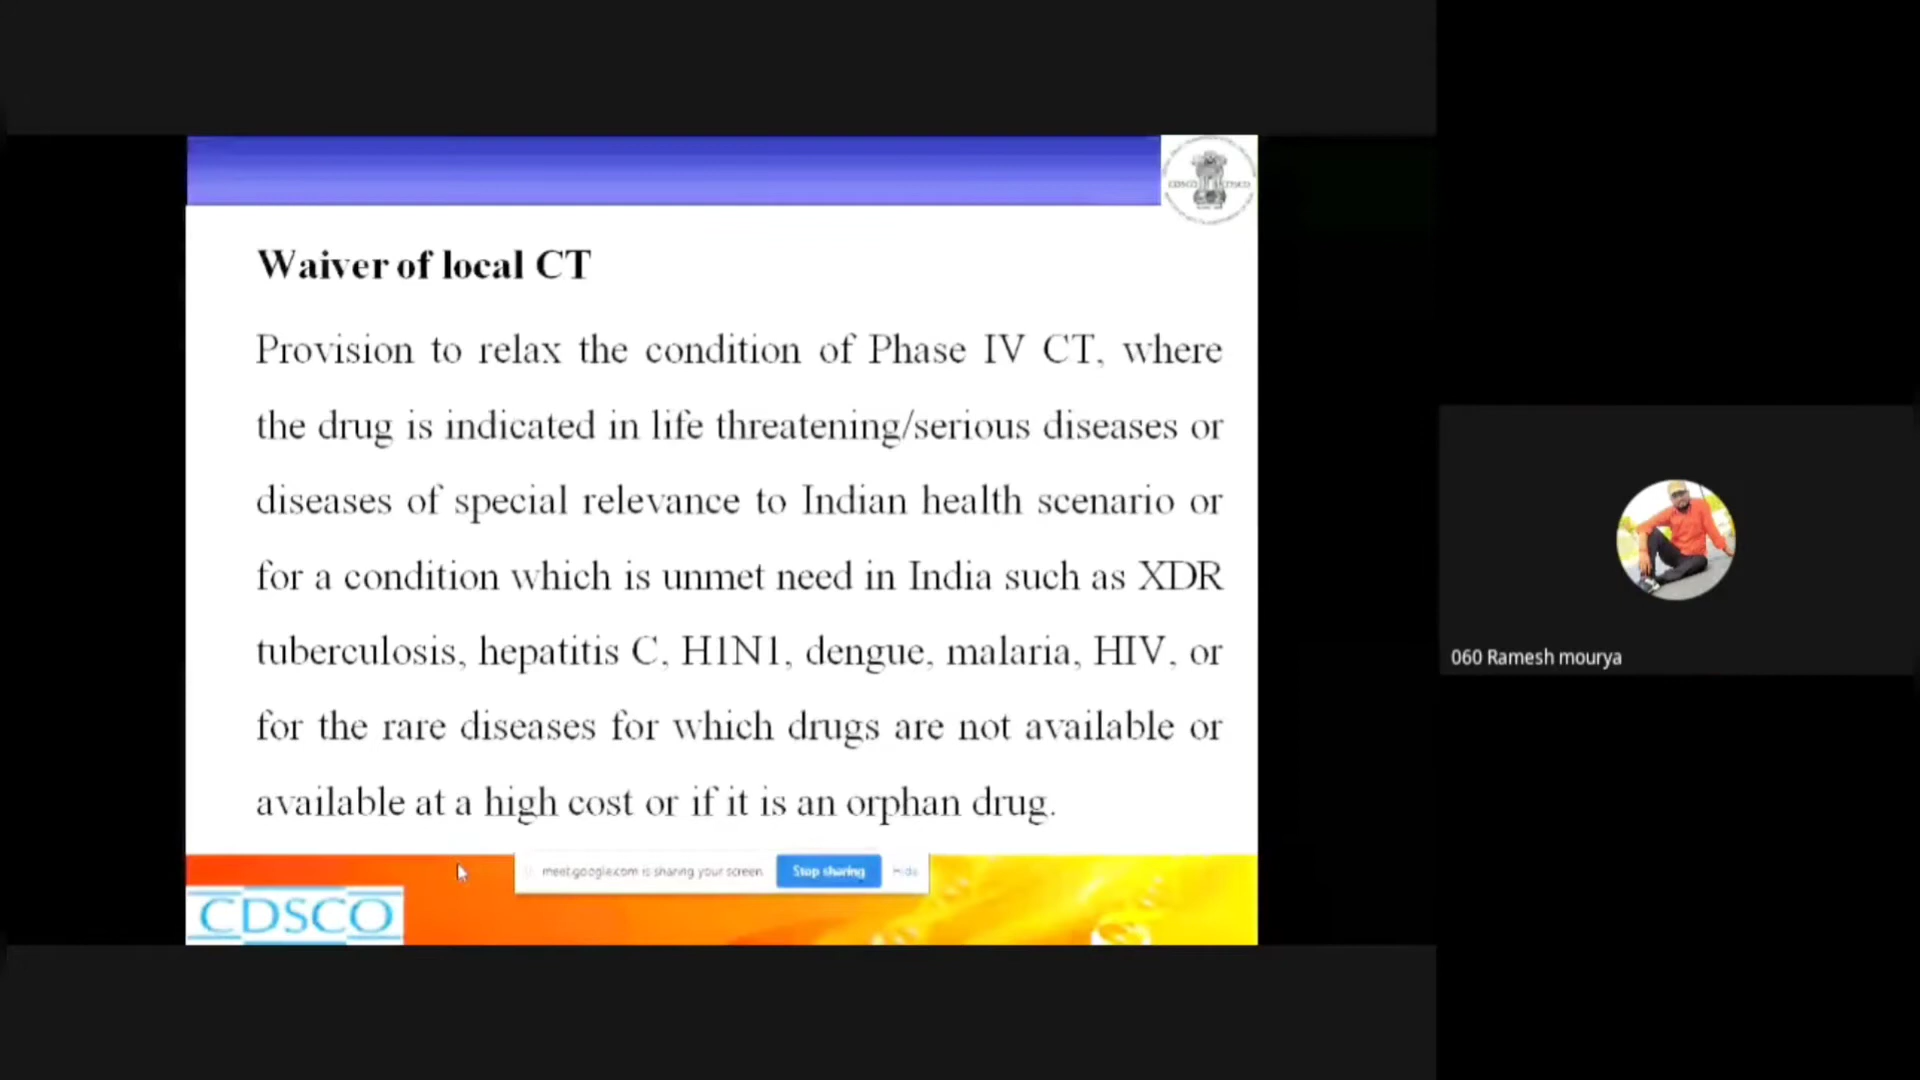 Waiver of local CT
Provision to relax the condition of Phase IV CT, where
the drug is indicated in life threatening/serious diseases or
diseases of special relevance to Indian health scenario or
for a condition which is unmet need in India such as XDR
tuberculosis, hepatitis C, H1N1, dengue, malaria, HIV, or
for the rare diseases for which drugs are not available or
available at a high cost or if it is an orphan drug.
meet.google.com is sharing your screen Stop sharing Hide
CDSCO
060 Ramesh mourya